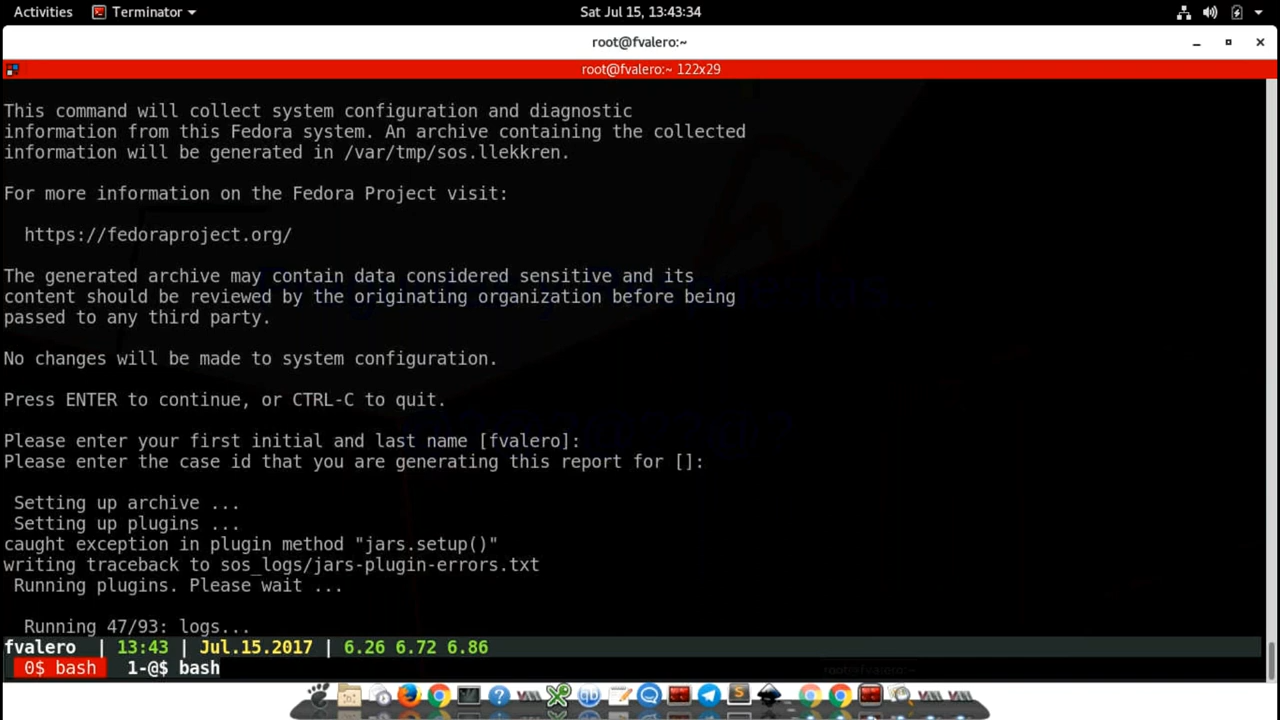 Activities Terminator Sat Jul 15, 13:43:34
root@fvalero:~
root@fvalero:~ 122x29
This command will collect system configuration and diagnostic
information from this Fedora system. An archive containing the collected
information will be generated in /var/tmp/sos.llekkren.
For more information on the Fedora Project visit:
https://fedoraproject.org/
The generated archive may contain data considered sensitive and its
content should be reviewed by the originating organization before being
passed to any third party.
No changes will be made to system configuration.
Press ENTER to continue, or CTRL-C to quit.
Please enter your first initial and last name [fvalero]:
Please enter the case id that you are generating this report for []:
Setting up archive ...
Setting up plugins ...
caught exception in plugin method "jars.setup()"
writing traceback to sos_logs/jars-plugin-errors.txt
Running plugins. Please wait ...
Running 47/93: logs...
fvalero | 13:43 | Jul.15.2017 | 6.26 6.72 6.86
0$ bash 1-@$ bash
root@fvalero:~